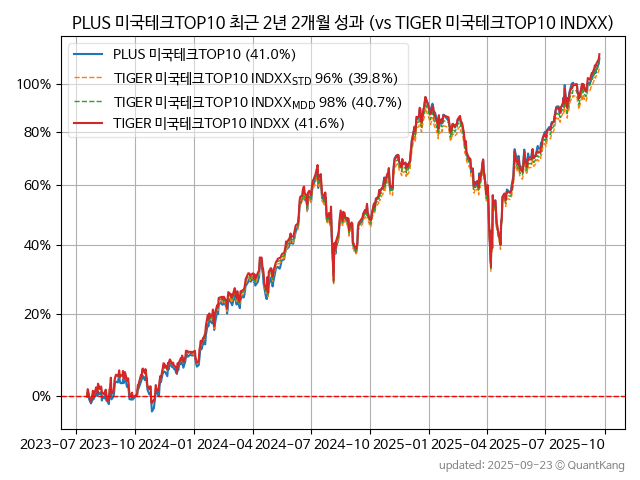 PLUS 미국테크TOP10 최근 2년 2개월 성과 (vs TIGER 미국테크TOP10 INDXX)
PLUS 미국테크TOP10 (41.0%)
TIGER 미국테크TOP10 INDXXSTD 96% (39.8%)
TIGER 미국테크TOP10 INDXXMDD 98% (40.7%)
TIGER 미국테크TOP10 INDXX (41.6%)
100%
80%
60%
40%
20%
0%
2023-07 2023-10 2024-01 2024-04 2024-07 2024-10 2025-01 2025-04 2025-07 2025-10
updated: 2025-09-23 © QuantKang